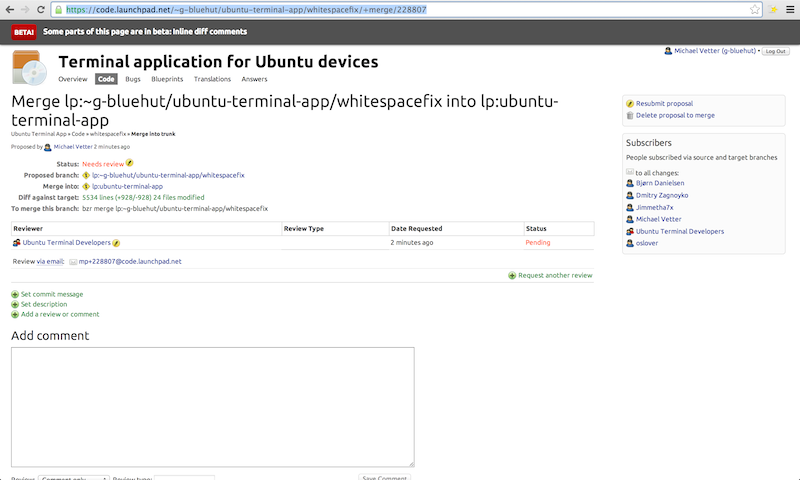 https://code.launchpad.net/~g-bluehut/ubuntu-terminal-app/whitespacefix/+merge/228807
BETA! Some parts of this page are in beta: Inline diff comments
Michael Vetter (g-bluehut) • Log Out
Terminal application for Ubuntu devices
Overview Code Bugs Blueprints Translations Answers
Merge lp:~g-bluehut/ubuntu-terminal-app/whitespacefix into lp:ubuntu-
terminal-app
Ubuntu Terminal App » Code » whitespacefix » Merge into trunk
Proposed by Michael Vetter 2 minutes ago
Status: Needs review
Proposed branch: lp:~g-bluehut/ubuntu-terminal-app/whitespacefix
Merge into: lp:ubuntu-terminal-app
Diff against target: 5534 lines (+928/-928) 24 files modified
To merge this branch: bzr merge lp:~g-bluehut/ubuntu-terminal-app/whitespacefix
Reviewer Review Type Date Requested Status
Ubuntu Terminal Developers 2 minutes ago Pending
Review via email: mp+228807@code.launchpad.net
Request another review
Set commit message
Set description
Add a review or comment
Add comment
Review: Comment only Review type: Save Comment
Resubmit proposal
Delete proposal to merge
Subscribers
People subscribed via source and target branches
to all changes:
Bjørn Danielsen
Dmitry Zagnoyko
Jimmetha7x
Michael Vetter
Ubuntu Terminal Developers
oslover